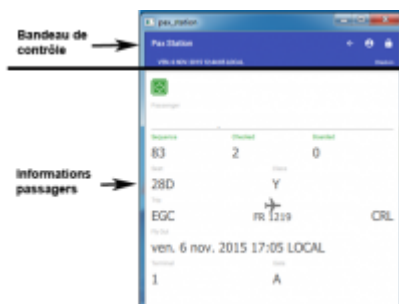 Bandeau de
contrôle
pax_station
Pax Station
VEN. 6 NOV. 2015 12:44:05 LOCAL
Passenger
Sequence Checked Boarded
83 2 0
Seat Class
28D Y
EGC FR 1219 CRL
ven. 6 nov. 2015 17:05 LOCAL
Terminal Gate
1 A
Informations
passagers